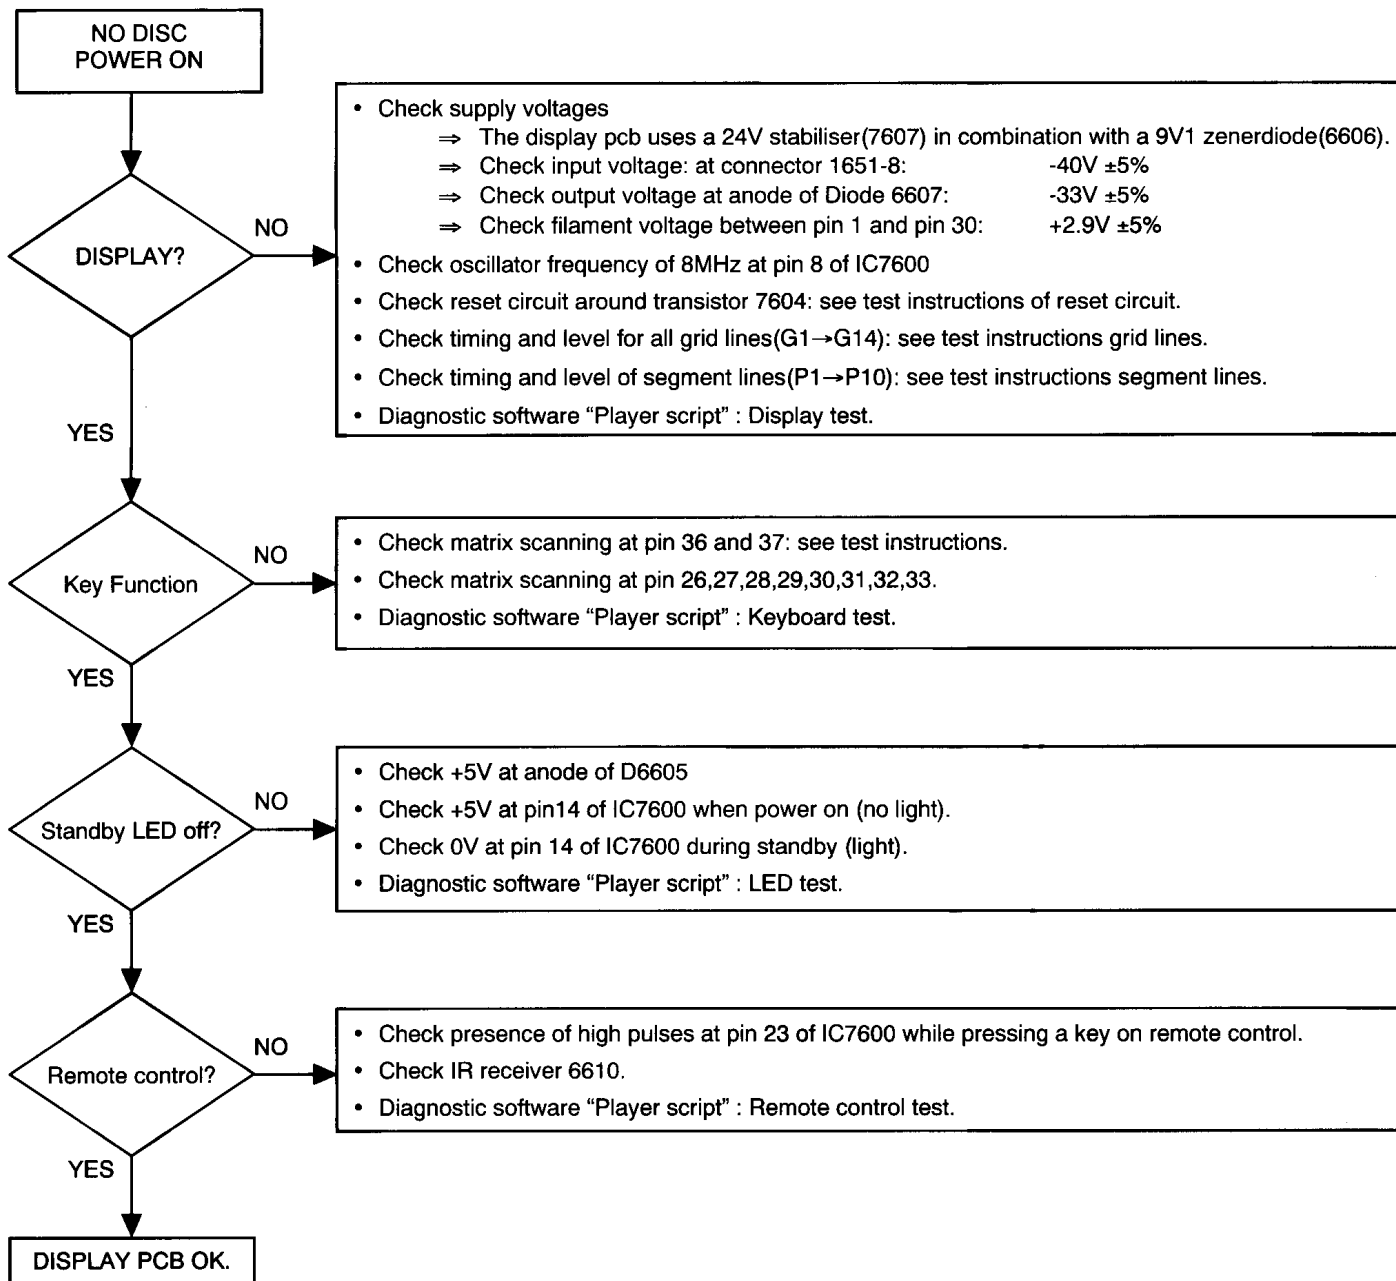 NO DISC
POWER ON
• Check supply voltages
⇒ The display pcb uses a 24V stabiliser(7607) in combination with a 9V1 zenerdiode(6606).
⇒ Check input voltage: at connector 1651-8: -40V ±5%
⇒ Check output voltage at anode of Diode 6607: -33V ±5%
⇒ Check filament voltage between pin 1 and pin 30: +2.9V ±5%
• Check oscillator frequency of 8MHz at pin 8 of IC7600
• Check reset circuit around transistor 7604: see test instructions of reset circuit.
• Check timing and level for all grid lines(G1→G14): see test instructions grid lines.
• Check timing and level of segment lines(P1→P10): see test instructions segment lines.
• Diagnostic software “Player script” : Display test.
DISPLAY?
NO
YES
• Check matrix scanning at pin 36 and 37: see test instructions.
• Check matrix scanning at pin 26,27,28,29,30,31,32,33.
• Diagnostic software “Player script” : Keyboard test.
Key Function
NO
YES
• Check +5V at anode of D6605
• Check +5V at pin14 of IC7600 when power on (no light).
• Check 0V at pin 14 of IC7600 during standby (light).
• Diagnostic software “Player script” : LED test.
Standby LED off?
NO
YES
• Check presence of high pulses at pin 23 of IC7600 while pressing a key on remote control.
• Check IR receiver 6610.
• Diagnostic software “Player script” : Remote control test.
Remote control?
NO
YES
DISPLAY PCB OK.